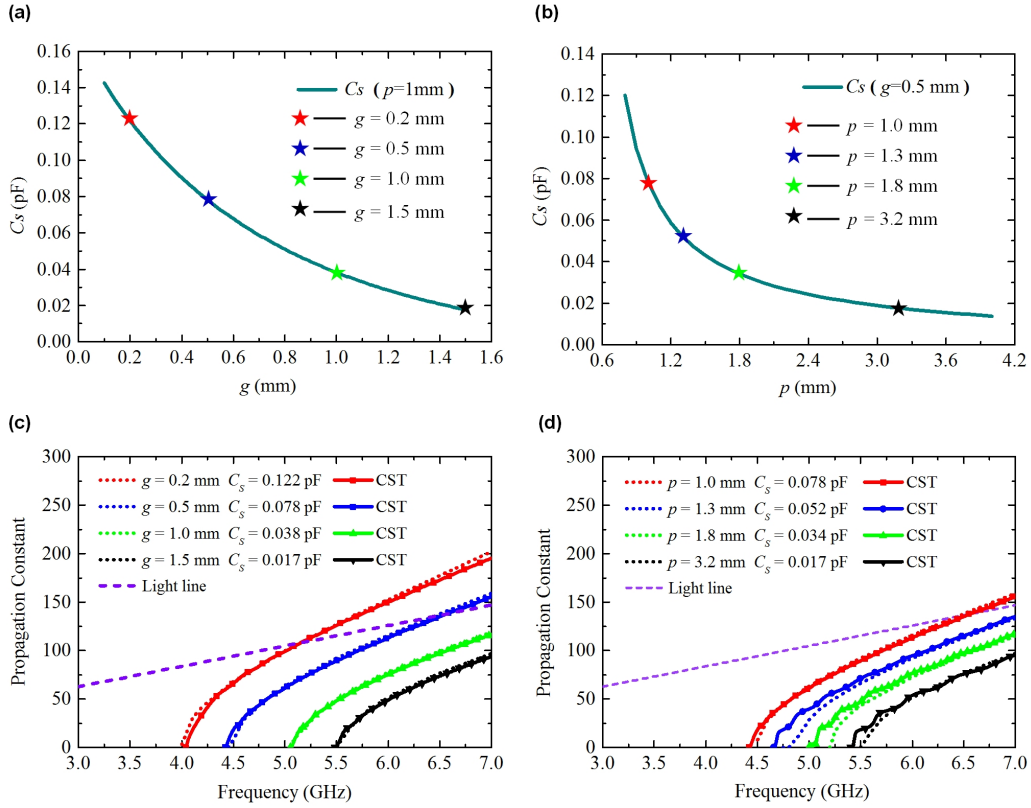 (a)
0.16
0.14
0.12
0.10
0.08
0.06
0.04
0.02
0.00
Cs (pF)
Cs ( p=1mm )
g = 0.2 mm
g = 0.5 mm
g = 1.0 mm
g = 1.5 mm
0.0 0.2 0.4 0.6 0.8 1.0 1.2 1.4 1.6
g (mm)
(b)
0.14
0.12
0.10
0.08
0.06
0.04
0.02
0.00
Cs (pF)
Cs ( g=0.5 mm )
p = 1.0 mm
p = 1.3 mm
p = 1.8 mm
p = 3.2 mm
0.6 1.2 1.8 2.4 3.0 3.6 4.2
p (mm)
(c)
300
250
200
150
100
50
0
Propagation Constant
g = 0.2 mm C_S = 0.122 pF CST
g = 0.5 mm C_S = 0.078 pF CST
g = 1.0 mm C_S = 0.038 pF CST
g = 1.5 mm C_S = 0.017 pF CST
Light line
3.0 3.5 4.0 4.5 5.0 5.5 6.0 6.5 7.0
Frequency (GHz)
(d)
300
250
200
150
100
50
0
Propagation Constant
p = 1.0 mm C_S = 0.078 pF CST
p = 1.3 mm C_S = 0.052 pF CST
p = 1.8 mm C_S = 0.034 pF CST
p = 3.2 mm C_S = 0.017 pF CST
Light line
3.0 3.5 4.0 4.5 5.0 5.5 6.0 6.5 7.0
Frequency (GHz)